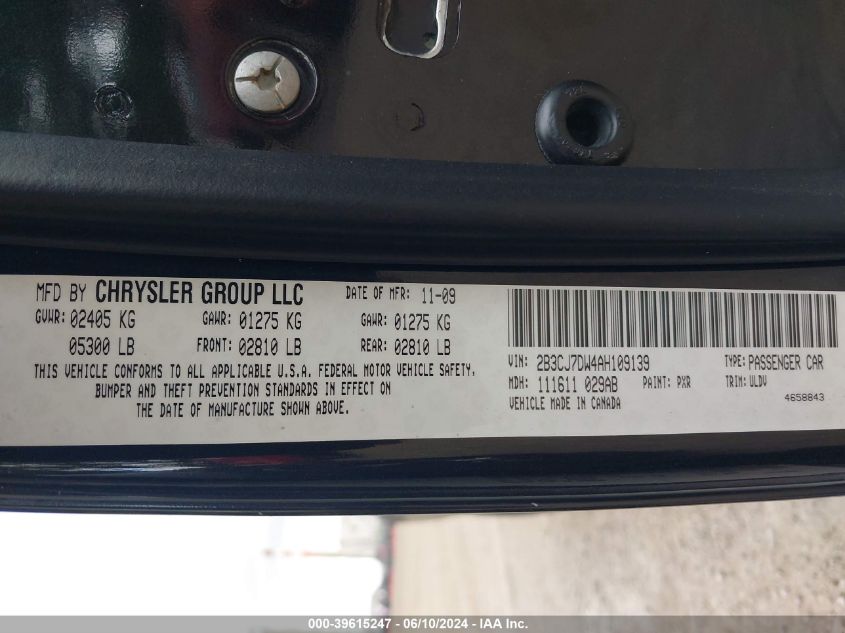 MFD BY CHRYSLER GROUP LLC DATE OF MFR: 11-09
GVWR: 02405 KG GAWR: 01275 KG GAWR: 01275 KG
05300 LB FRONT: 02810 LB REAR: 02810 LB
THIS VEHICLE CONFORMS TO ALL APPLICABLE U.S.A. FEDERAL MOTOR VEHICLE SAFETY,
BUMPER AND THEFT PREVENTION STANDARDS IN EFFECT ON
THE DATE OF MANUFACTURE SHOWN ABOVE.
VIN: 2B3CJ7DW4AH109139 TYPE: PASSENGER CAR
MDH: 111611 029AB PAINT: PXR TRIM: ULDV
VEHICLE MADE IN CANADA 4658843
000-39615247 - 06/10/2024 - IAA Inc.